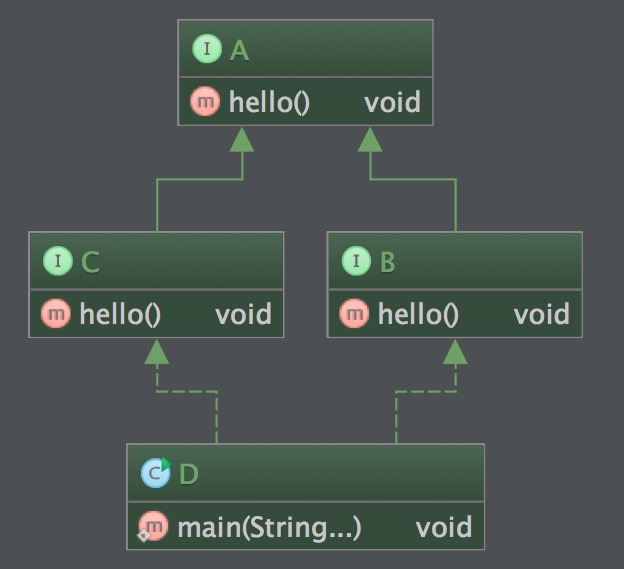 I A
m hello() void
I C
m hello() void
I B
m hello() void
C D
m main(String...) void